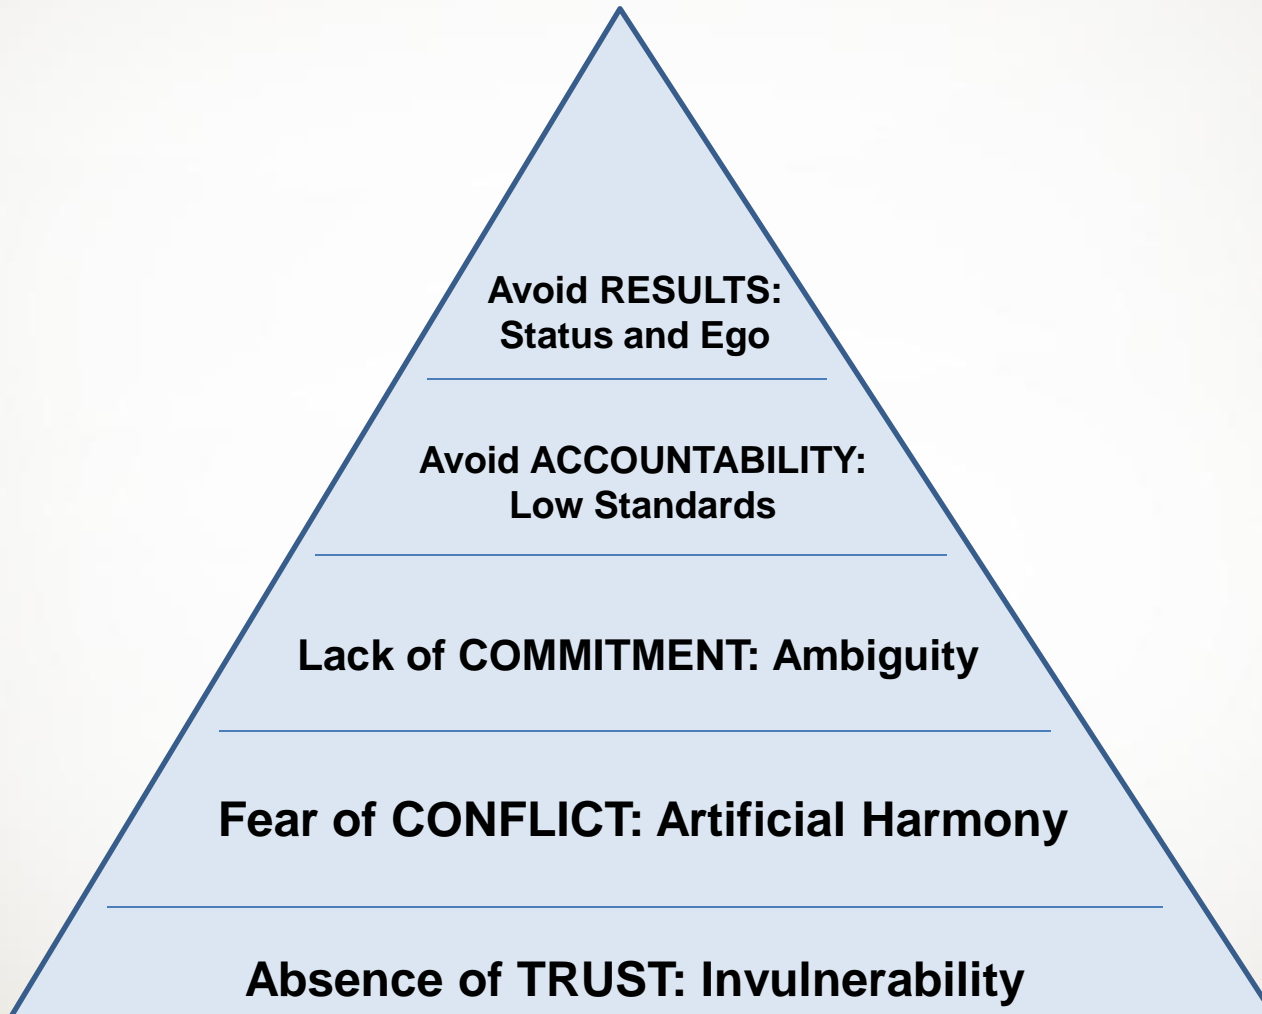 Avoid RESULTS:
Status and Ego
Avoid ACCOUNTABILITY:
Low Standards
Lack of COMMITMENT: Ambiguity
Fear of CONFLICT: Artificial Harmony
Absence of TRUST: Invulnerability